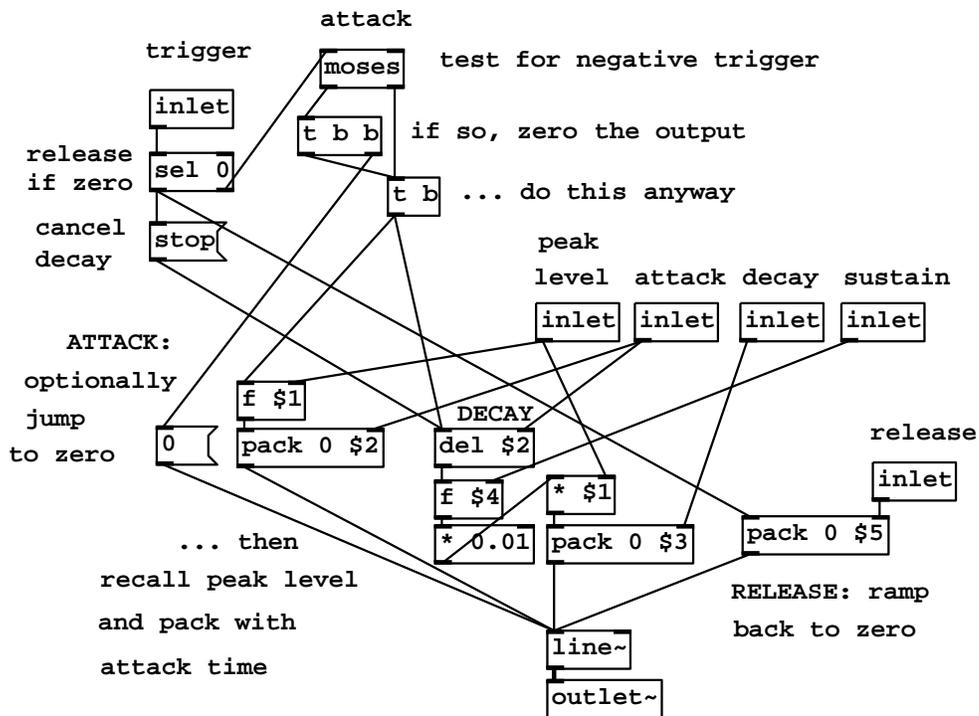 attack
trigger
moses
test for negative trigger
inlet
t b b
if so, zero the output
release
if zero
sel 0
t b
... do this anyway
cancel
decay
stop
peak
level
attack
decay
sustain
inlet
inlet
inlet
inlet
ATTACK:
optionally
jump
to zero
f $1
DECAY
0
pack 0 $2
del $2
release
inlet
f $4
* $1
* 0.01
pack 0 $3
pack 0 $5
... then
recall peak level
and pack with
attack time
RELEASE: ramp
back to zero
line~
outlet~